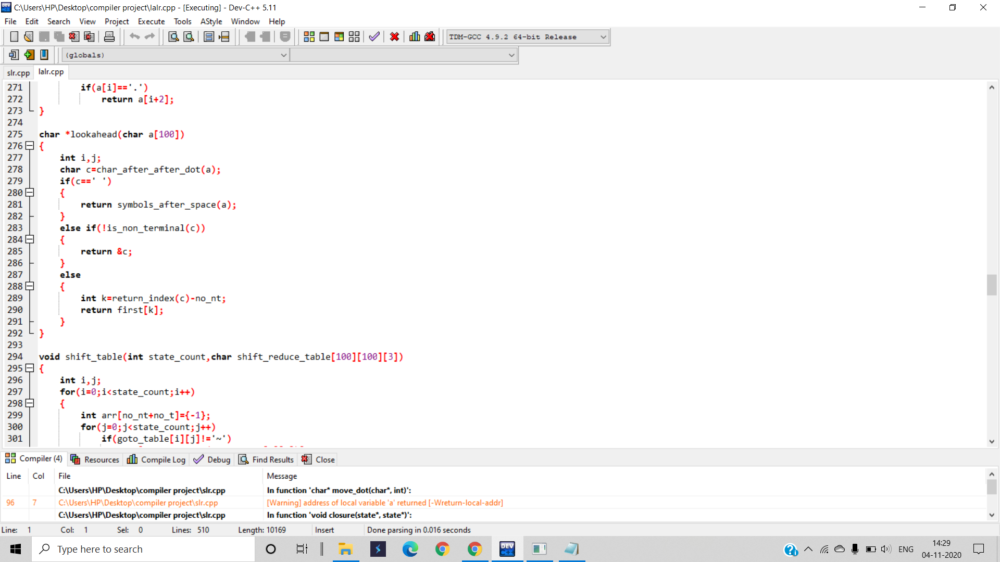 C:\Users\HP\Desktop\compiler project\lalr.cpp - [Executing] - Dev-C++ 5.11
File Edit Search View Project Execute Tools AStyle Window Help
TDM-GCC 4.9.2 64-bit Release
(globals)
slr.cpp lalr.cpp
271 if(a[i]=='.')
272 return a[i+2];
273 }
274
275 char *lookahead(char a[100])
276 {
277 int i,j;
278 char c=char_after_after_dot(a);
279 if(c==' ')
280 {
281 return symbols_after_space(a);
282 }
283 else if(!is_non_terminal(c))
284 {
285 return &c;
286 }
287 else
288 {
289 int k=return_index(c)-no_nt;
290 return first[k];
291 }
292 }
293
294 void shift_table(int state_count,char shift_reduce_table[100][100][3])
295 {
296 int i,j;
297 for(i=0;i<state_count;i++)
298 {
299 int arr[no_nt+no_t]={-1};
300 for(j=0;j<state_count;j++)
301 if(goto_table[i][j]!='~')
Compiler (4) Resources Compile Log Debug Find Results Close
Line Col File Message
C:\Users\HP\Desktop\compiler project\slr.cpp In function 'char* move_dot(char*, int)':
96 7 C:\Users\HP\Desktop\compiler project\slr.cpp [Warning] address of local variable 'a' returned [-Wreturn-local-addr]
C:\Users\HP\Desktop\compiler project\slr.cpp In function 'void closure(state*, state*)':
Line: 1 Col: 1 Sel: 0 Lines: 510 Length: 10169 Insert Done parsing in 0.016 seconds
Type here to search
DEV
ENG
14:29
04-11-2020